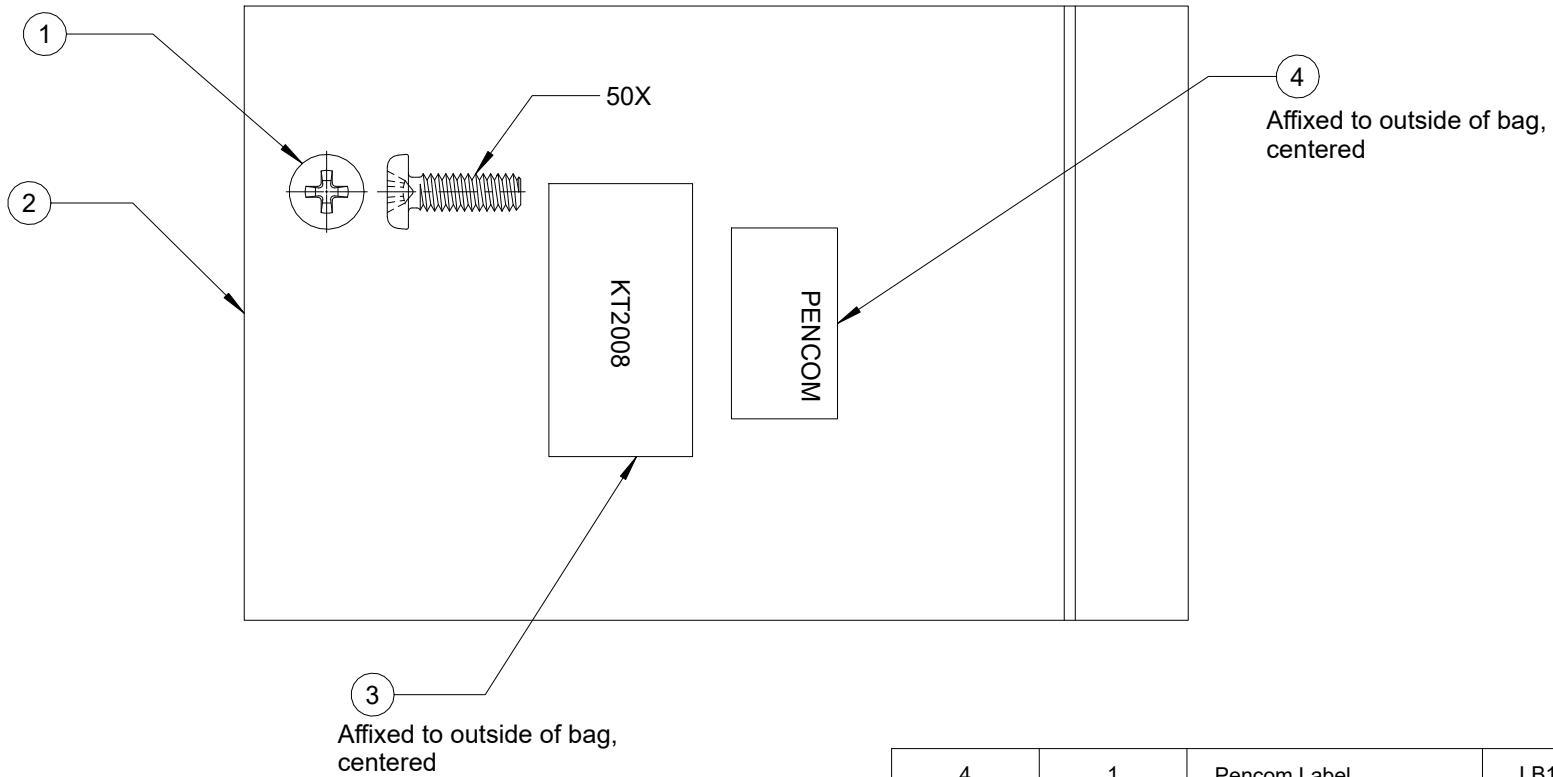 1
50X
4
Affixed to outside of bag,
centered
2
KT2008
PENCOM
3
Affixed to outside of bag,
centered
4 1 Pencom Label